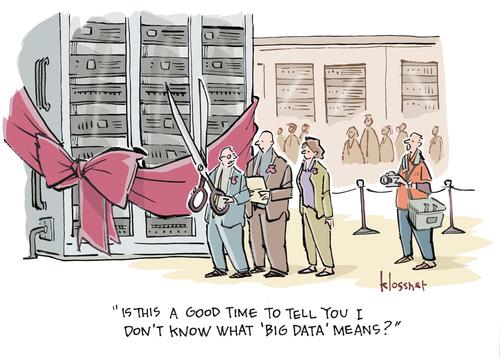 klossner
"IS THIS A GOOD TIME TO TELL YOU I
DON'T KNOW WHAT 'BIG DATA' MEANS?"